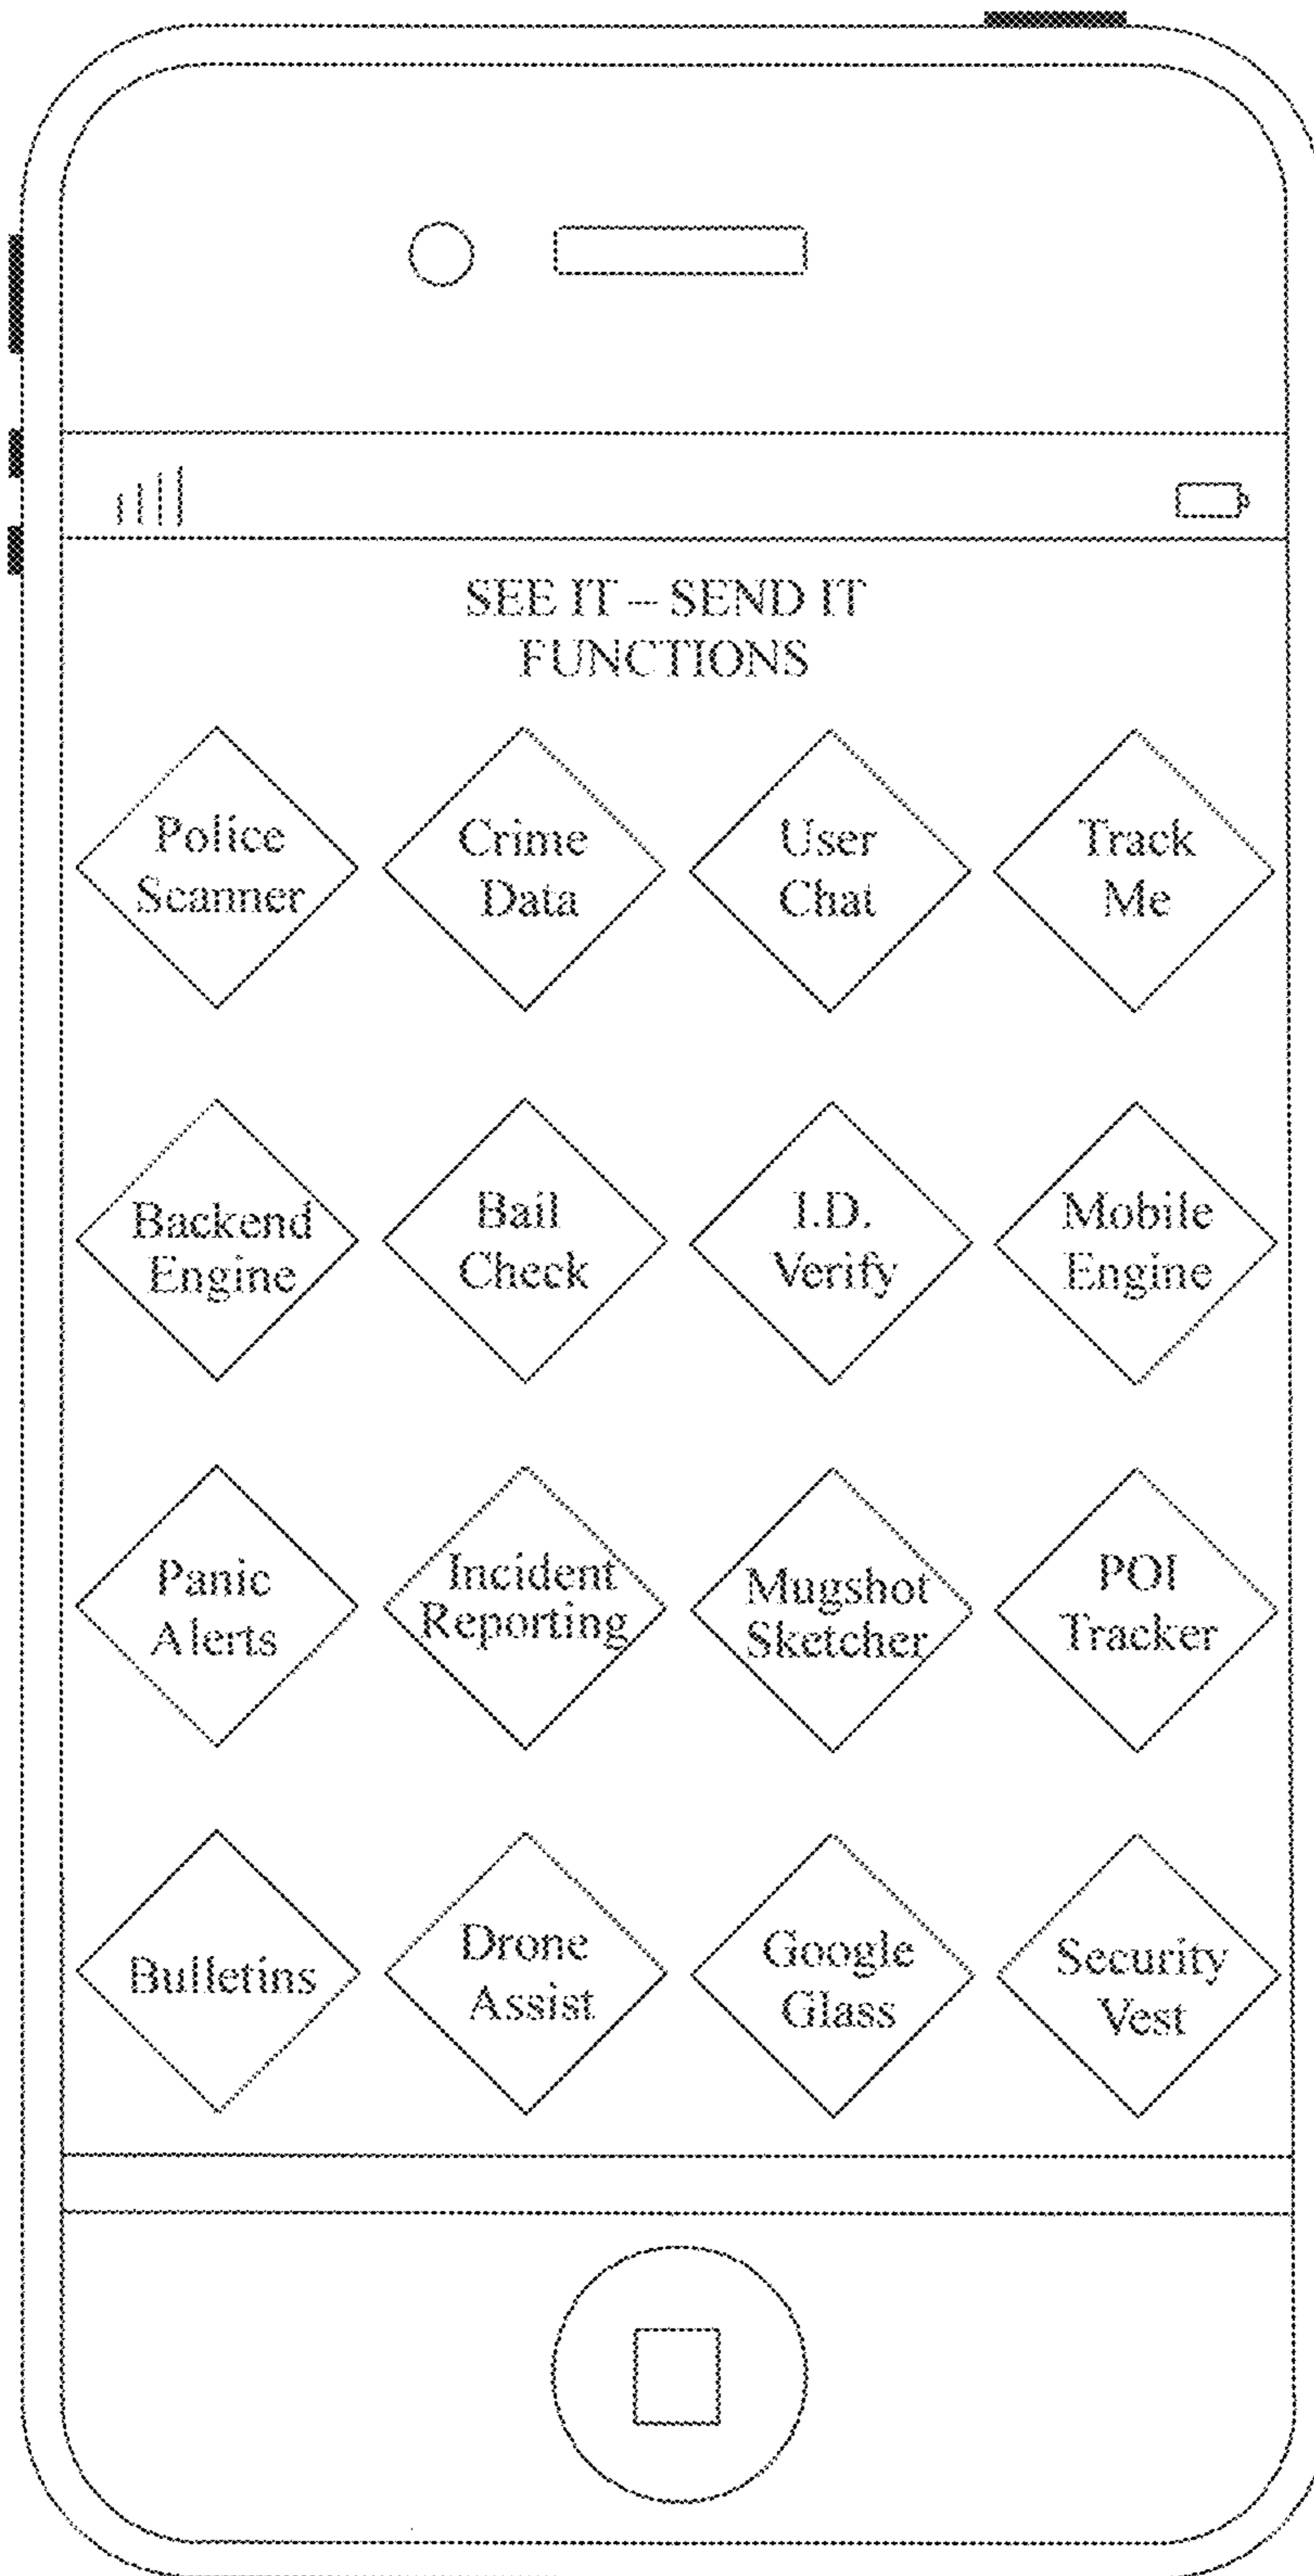 SEE IT – SEND IT
FUNCTIONS
Police
Scanner
Crime
Data
User
Chat
Track
Me
Backend
Engine
Bail
Check
I.D.
Verify
Mobile
Engine
Panic
Alerts
Incident
Reporting
Mugshot
Sketcher
POI
Tracker
Bulletins
Drone
Assist
Google
Glass
Security
Vest